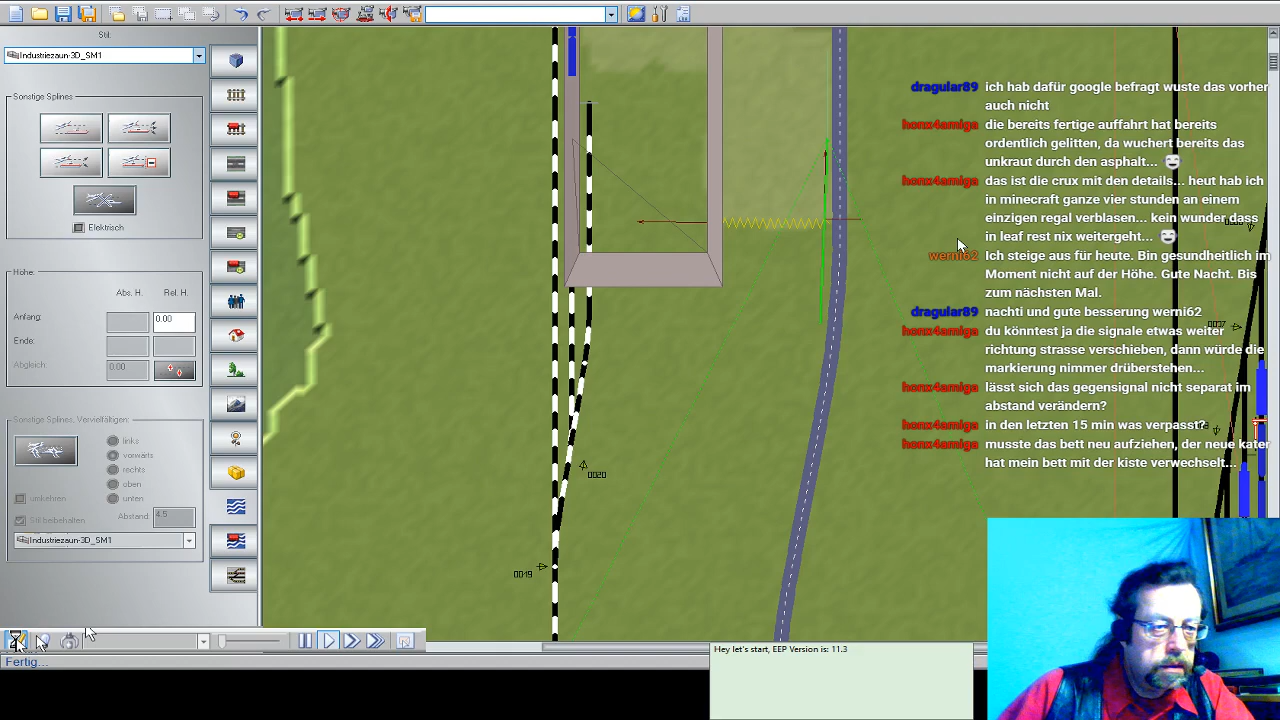 Stil:
Industriezaun-3D_SM1
Sonstige Splines
Elektrisch
Höhe:
Abs. H.
Rel. H.
Anfang:
0.00
Ende:
Abgleich:
0.00
Sonstige Splines, Vervielfältigen:
links
vorwärts
rechts
oben
umkehren
unten
Stil beibehalten
Abstand:
4.5
Industriezaun-3D_SM1
Fertig...
0020
0019
Hey let's start, EEP Version is: 11.3
0037
dragular89 ich hab dafür google befragt wuste das vorher
auch nicht
honx4amiga die bereits fertige auffahrt hat bereits
ordentlich gelitten, da wuchert bereits das
unkraut durch den asphalt...
honx4amiga das ist die crux mit den details... heut hab ich
in minecraft ganze vier stunden an einem
einzigen regal verblasen... kein wunder dass
in leaf rest nix weitergeht...
werni62 Ich steige aus für heute. Bin gesundheitlich im
Moment nicht auf der Höhe. Gute Nacht. Bis
zum nächsten Mal.
dragular89 nachti und gute besserung werni62
honx4amiga du könntest ja die signale etwas weiter
richtung strasse verschieben, dann würde die
markierung nimmer drüberstehen...
honx4amiga lässt sich das gegensignal nicht separat im
abstand verändern?
honx4amiga in den letzten 15 min was verpasst?
honx4amiga musste das bett neu aufziehen, der neue kater
hat mein bett mit der kiste verwechselt...